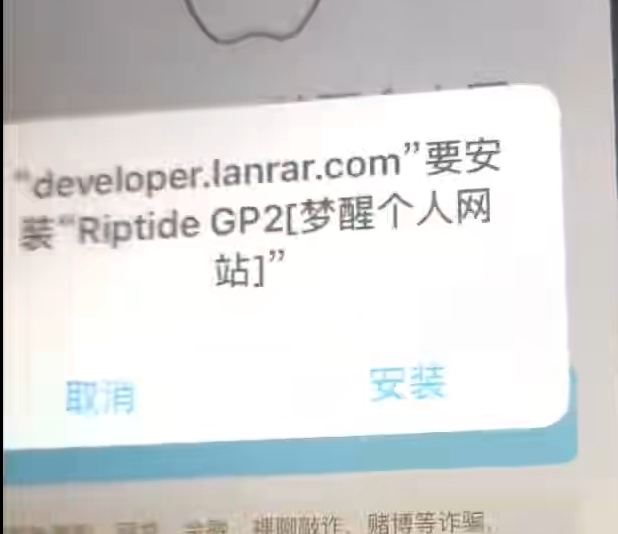 “developer.lanrar.com”要安
装“Riptide GP2[梦醒个人网
站]”
取消
安装
裸聊敲诈、赌博等诈骗,